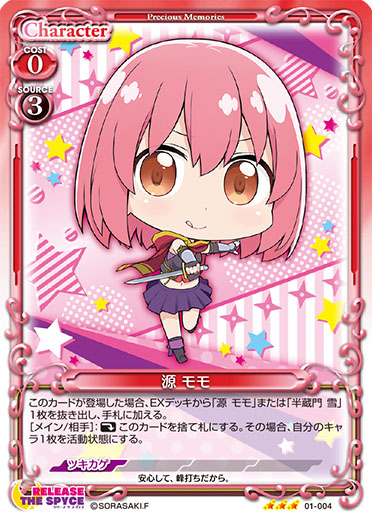 Precious Memories
Character
COST
0
SOURCE
3
源 モモ
このカードが登場した場合、EXデッキから「源 モモ」または「半蔵門 雪」
1枚を抜き出し、手札に加える。
[メイン/相手]:このカードを捨て札にする。その場合、自分のキャ
ラ1枚を活動状態にする。
ツキカゲ
安心して、峰打ちだから。
RELEASE
THE SPYCE
©SORASAKI.F
01-004